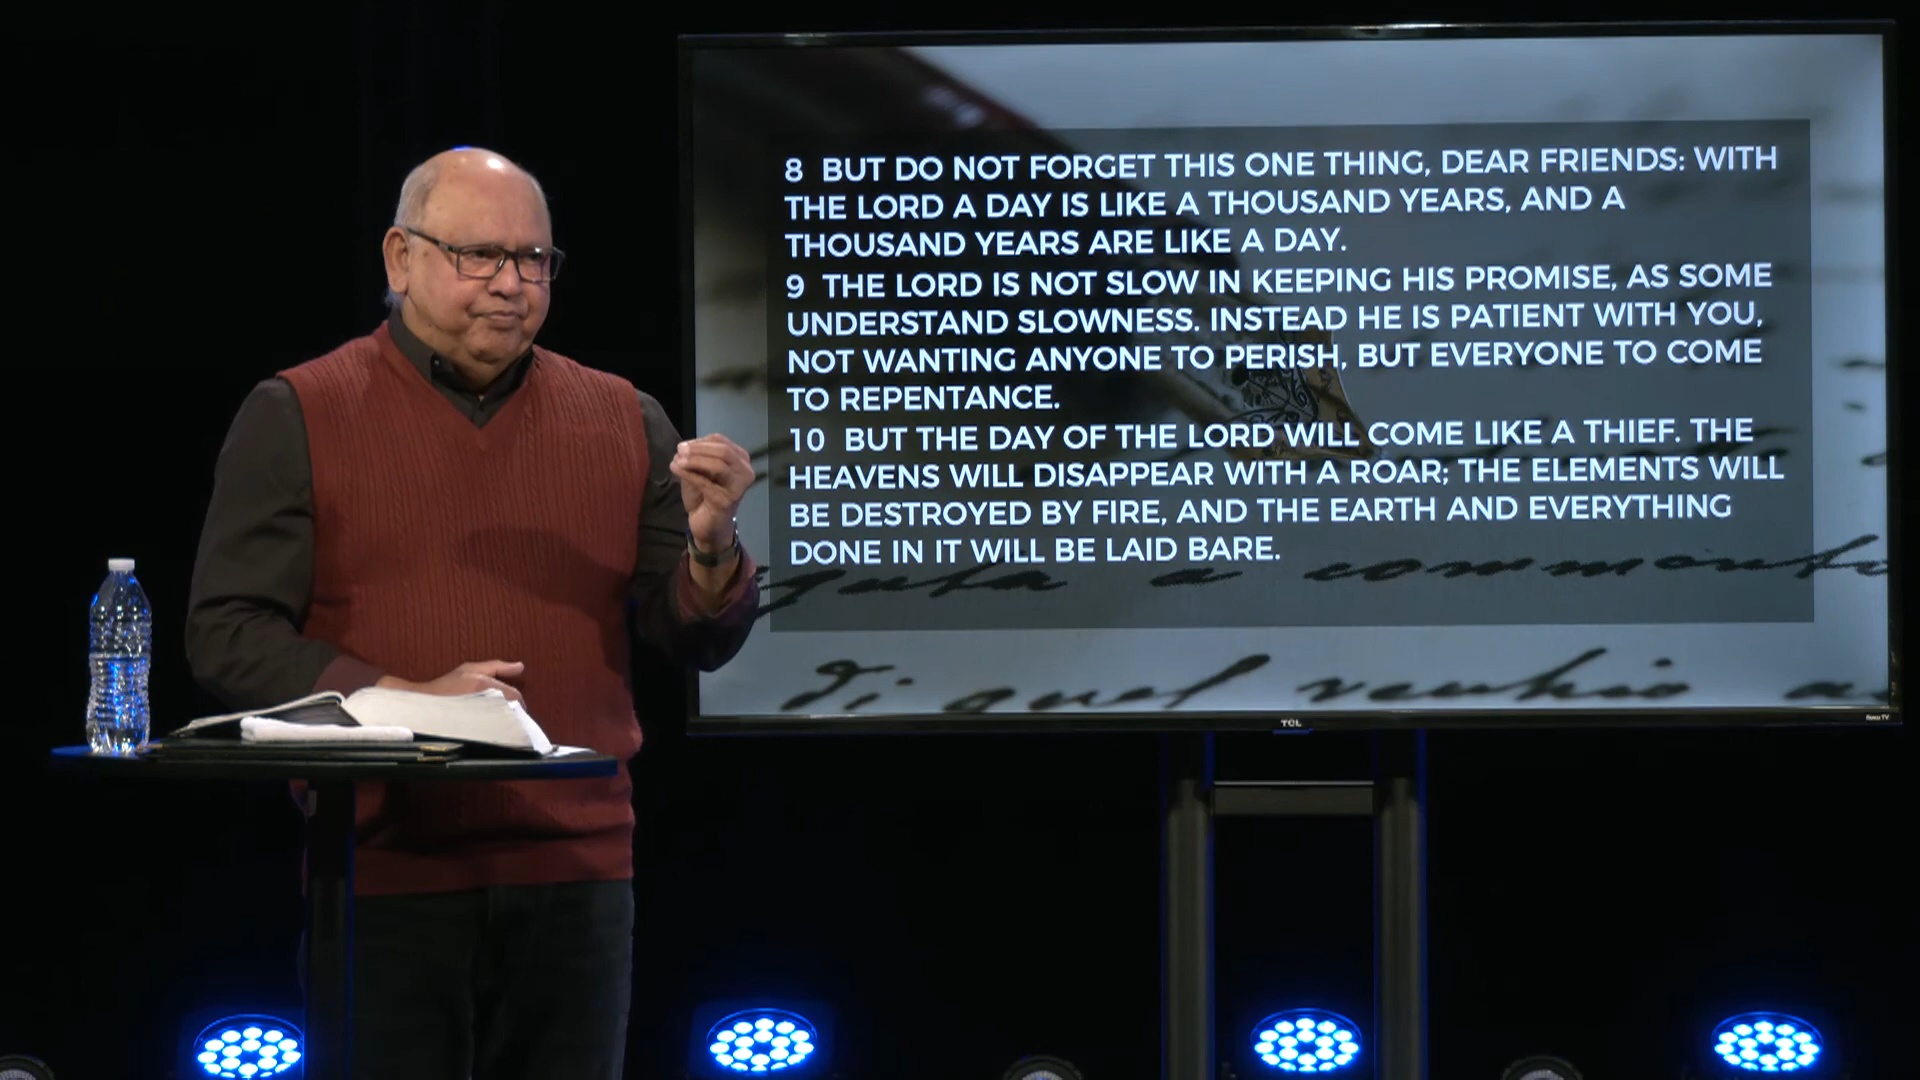 8 BUT DO NOT FORGET THIS ONE THING, DEAR FRIENDS: WITH
THE LORD A DAY IS LIKE A THOUSAND YEARS, AND A
THOUSAND YEARS ARE LIKE A DAY.
9 THE LORD IS NOT SLOW IN KEEPING HIS PROMISE, AS SOME
UNDERSTAND SLOWNESS. INSTEAD HE IS PATIENT WITH YOU,
NOT WANTING ANYONE TO PERISH, BUT EVERYONE TO COME
TO REPENTANCE.
10 BUT THE DAY OF THE LORD WILL COME LIKE A THIEF. THE
HEAVENS WILL DISAPPEAR WITH A ROAR; THE ELEMENTS WILL
BE DESTROYED BY FIRE, AND THE EARTH AND EVERYTHING
DONE IN IT WILL BE LAID BARE.
a
di quel
TCL
Roku TV